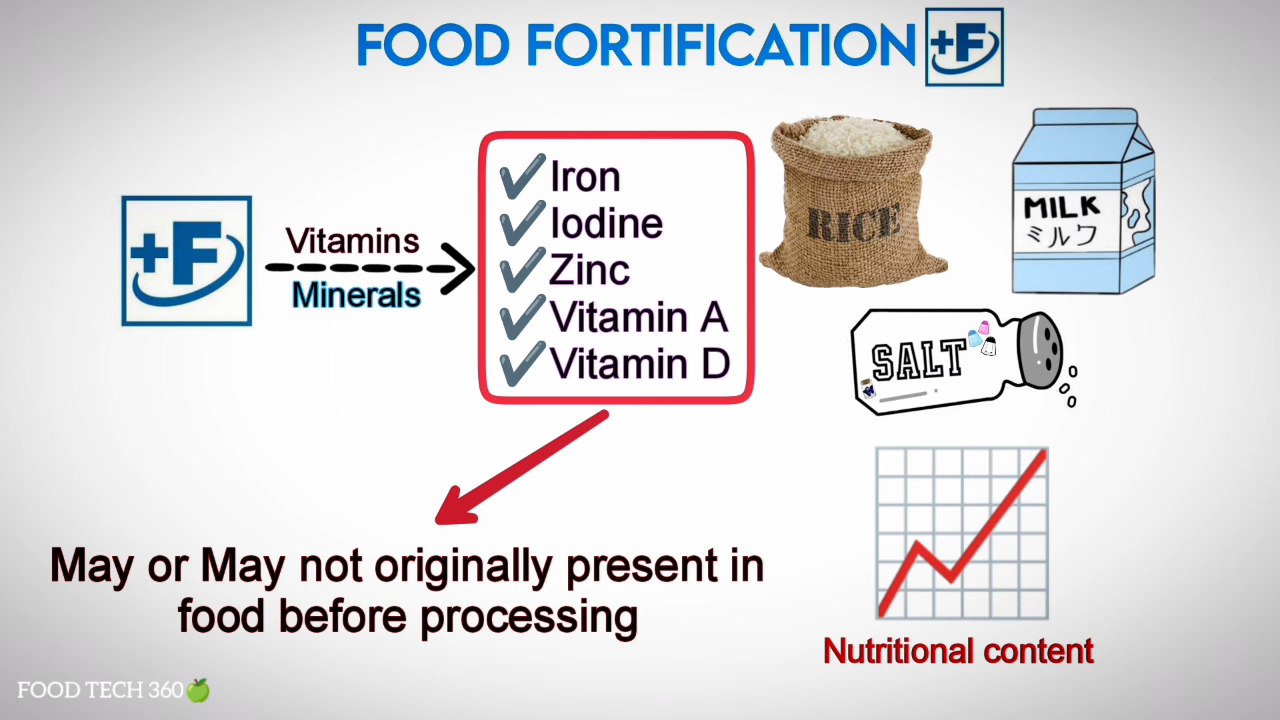 FOOD FORTIFICATION +F
+F
Vitamins
Minerals
✔Iron
✔Iodine
✔Zinc
✔Vitamin A
✔Vitamin D
RICE
MILK
ミルワ
SALT
May or May not originally present in
food before processing
Nutritional content
FOOD TECH 360